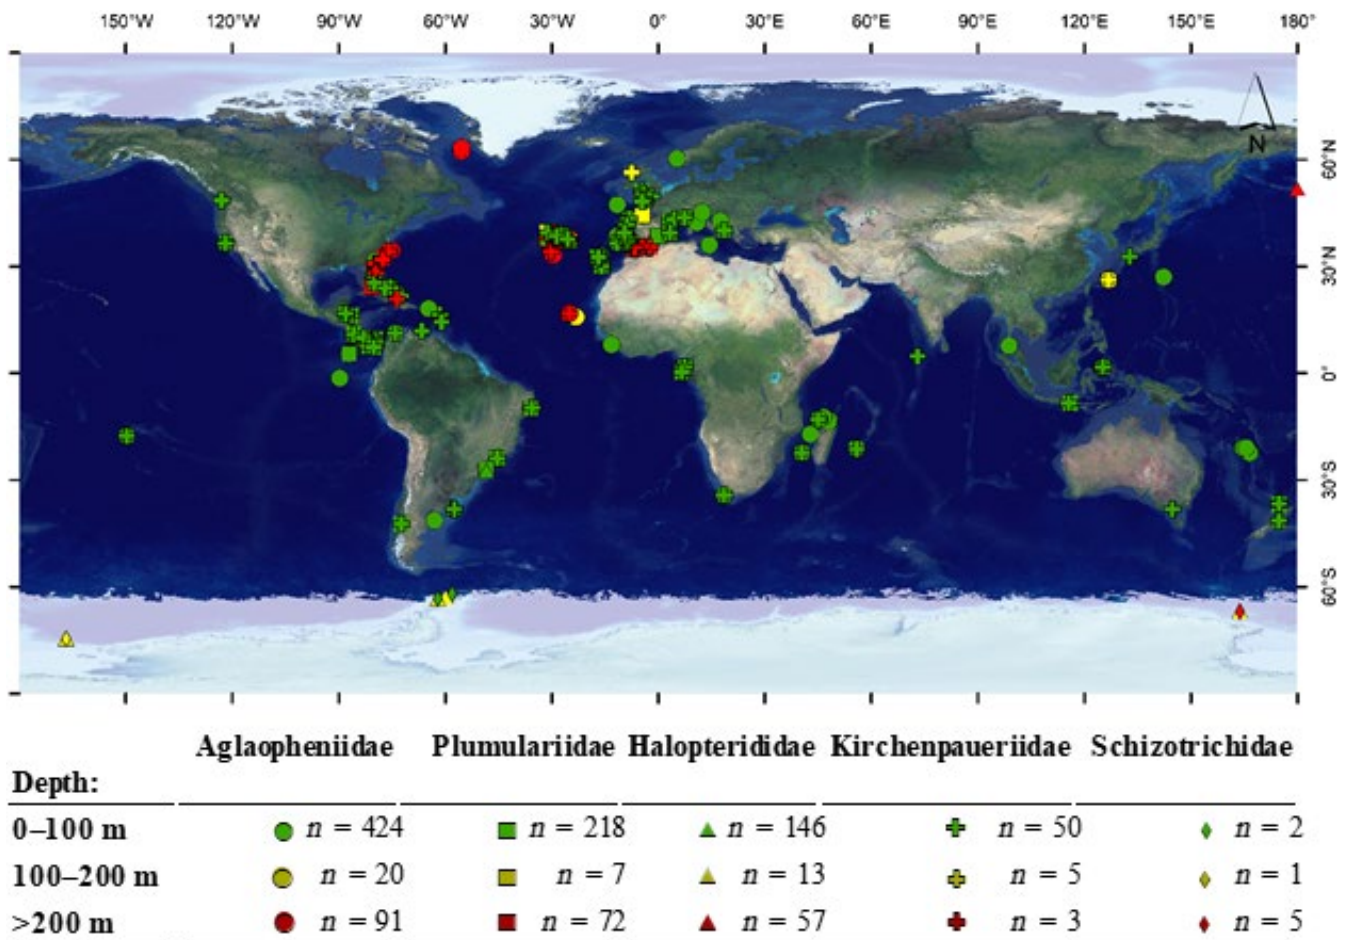 150°W 120°W 90°W 60°W 30°W 0° 30°E 60°E 90°E 120°E 150°E 180°
60°N
30°N
0°
30°S
60°S
N
Aglaopheniidae Plumulariidae Halopterididae Kirchenpaueriidae Schizotrichidae
Depth:
0–100 m n = 424 n = 218 n = 146 n = 50 n = 2
100–200 m n = 20 n = 7 n = 13 n = 5 n = 1
>200 m n = 91 n = 72 n = 57 n = 3 n = 5